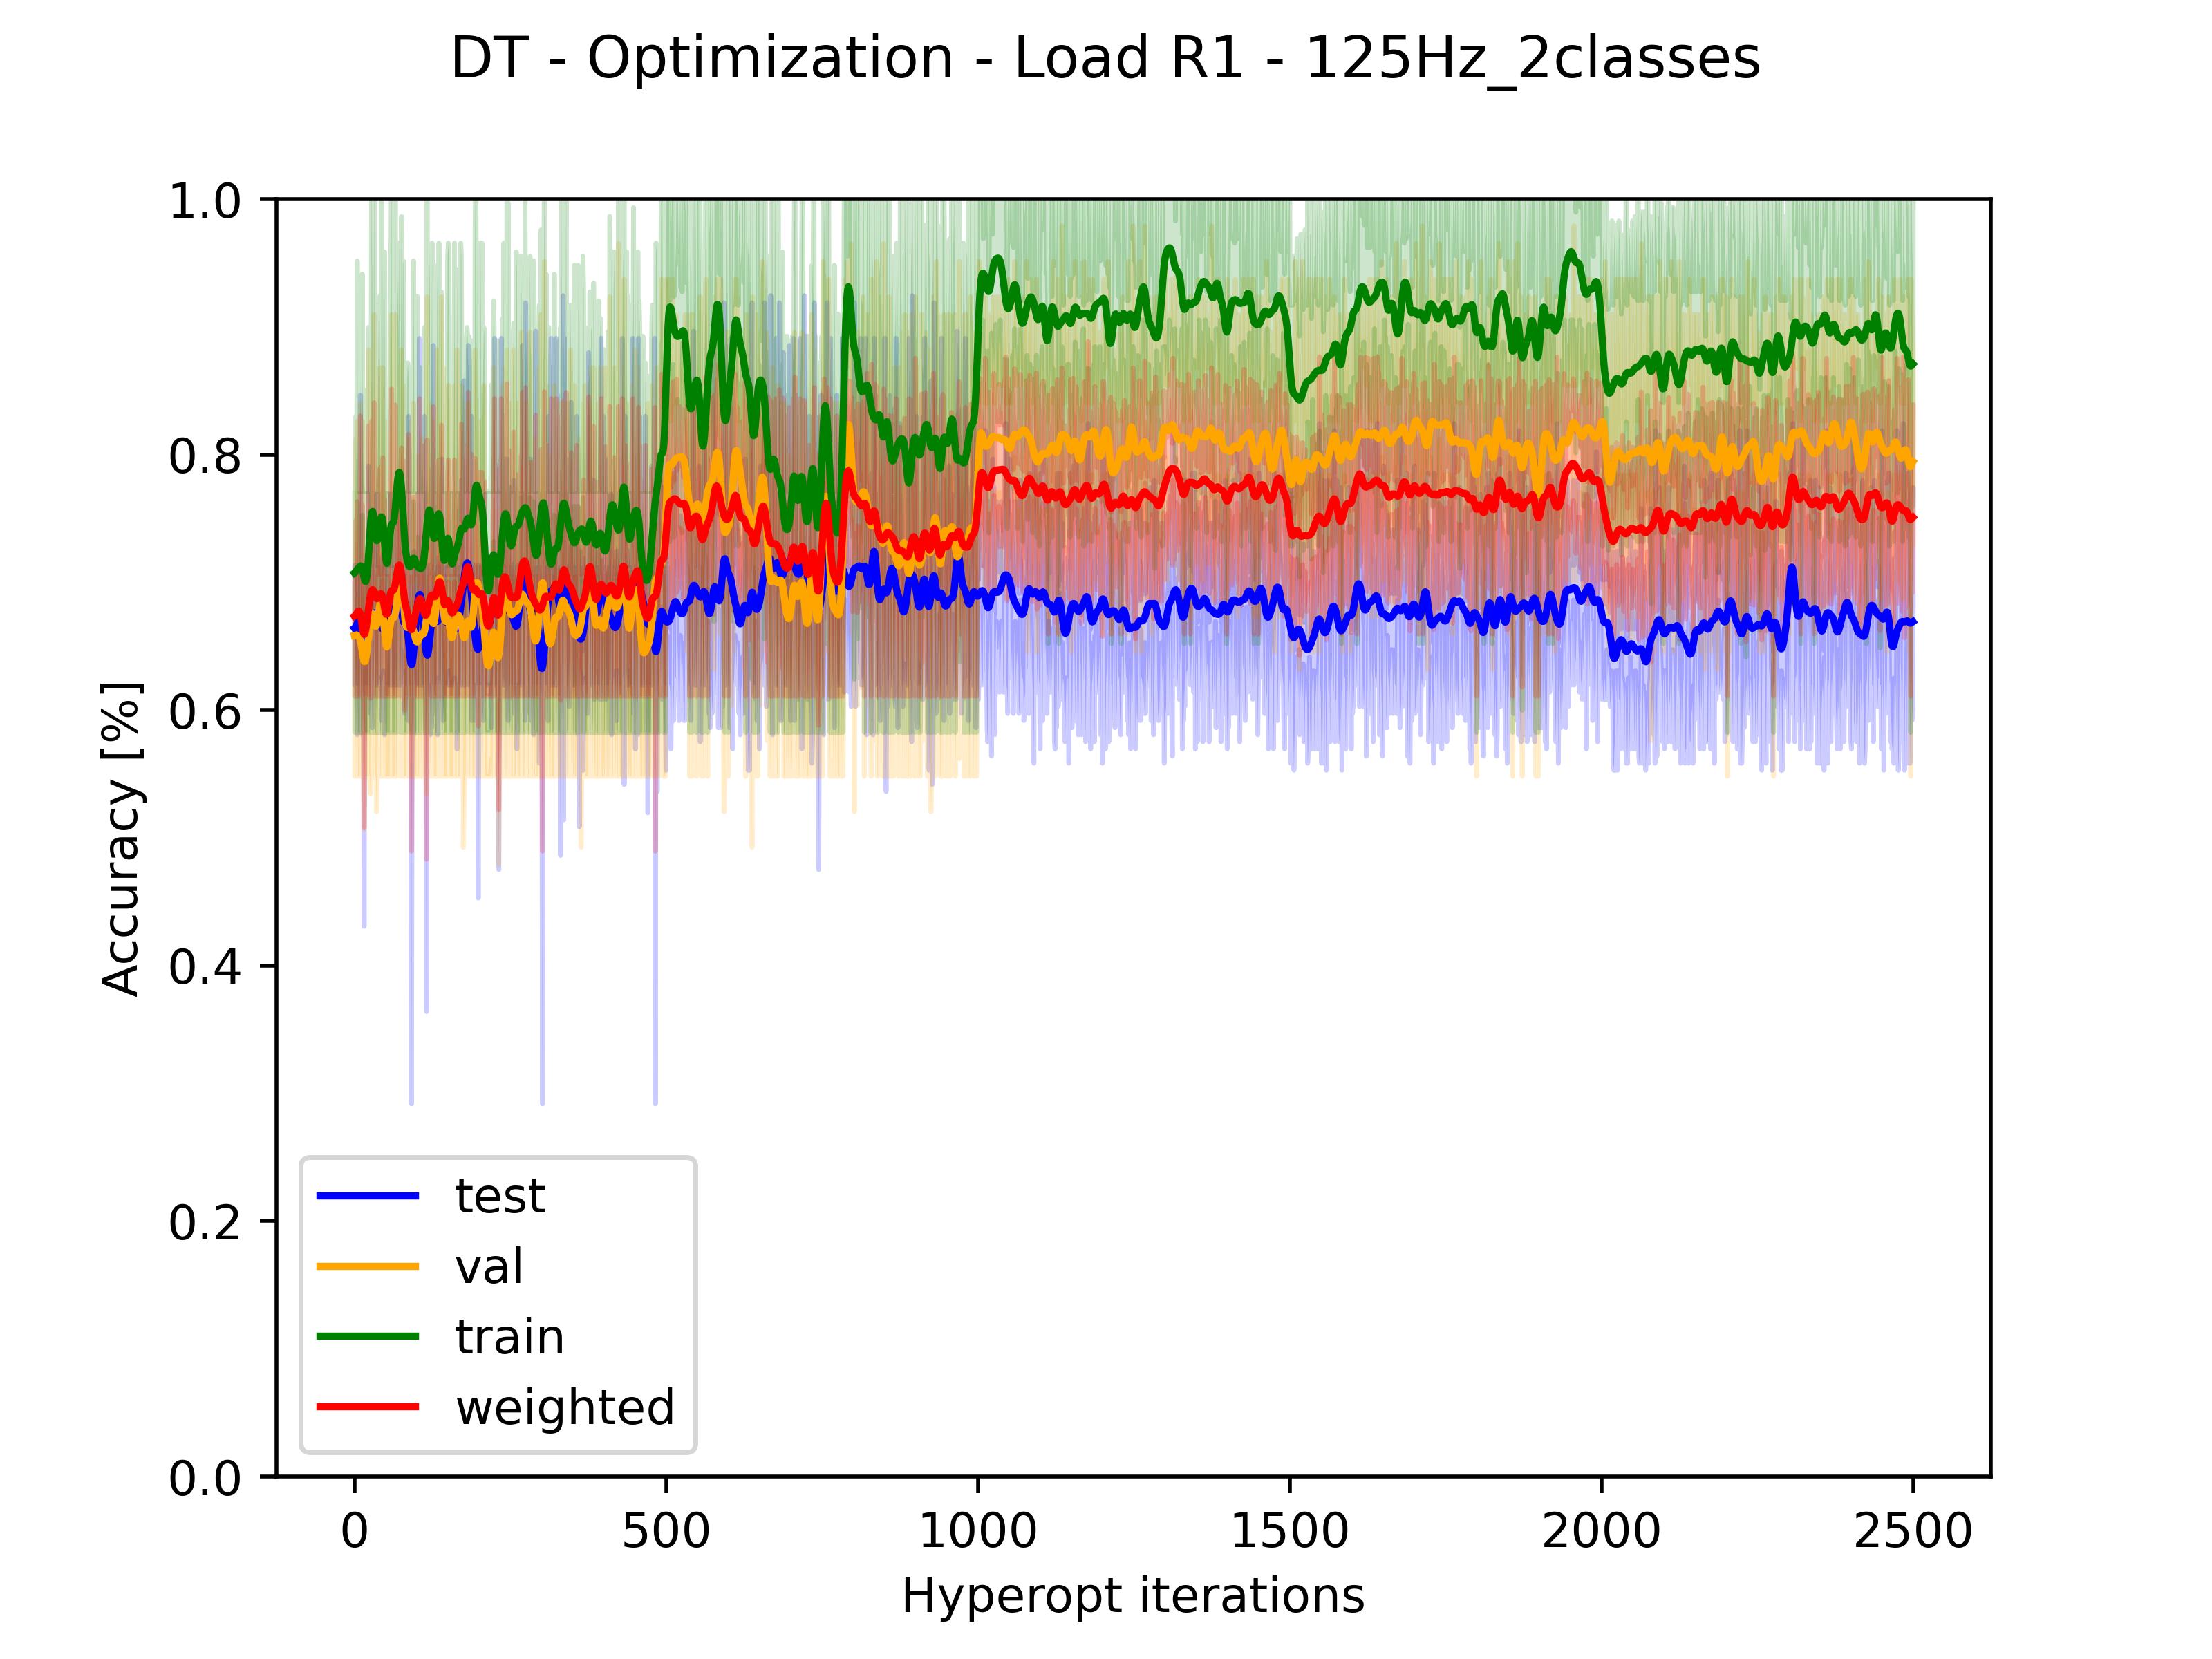 DT - Optimization - Load R1 - 125Hz_2classes
1.0
0.8
0.6
0.4
0.2
0.0
Accuracy [%]
test
val
train
weighted
0 500 1000 1500 2000 2500
Hyperopt iterations